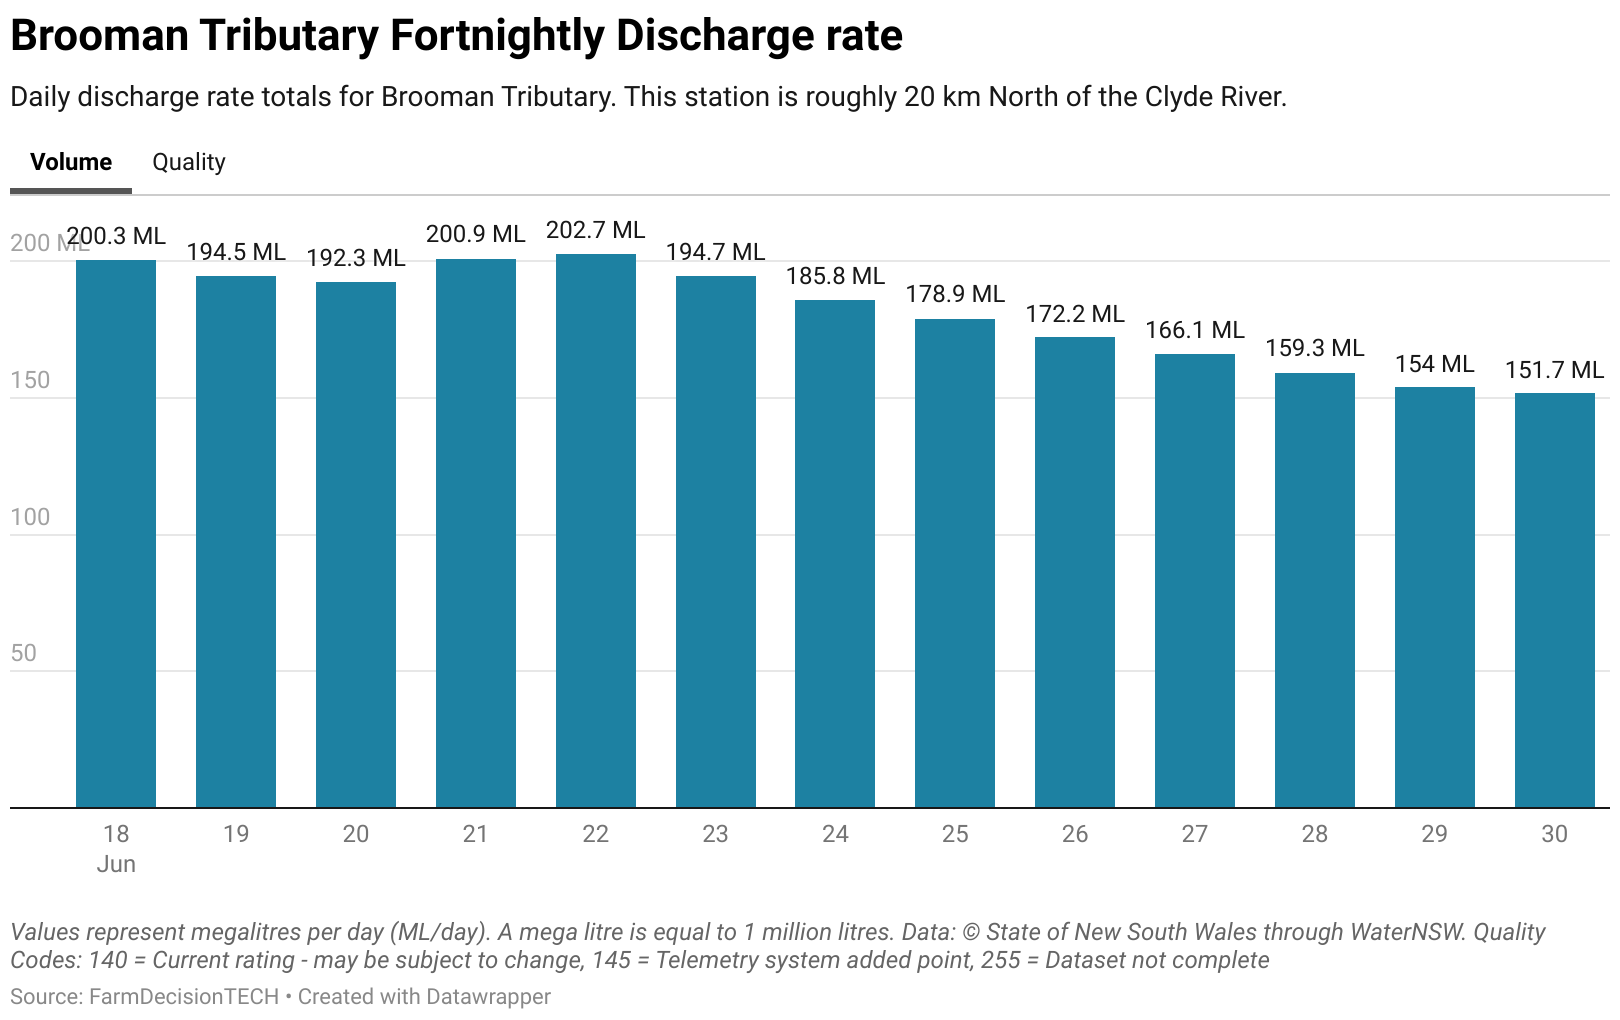 Brooman Tributary Fortnightly Discharge rate
Daily discharge rate totals for Brooman Tributary. This station is roughly 20 km North of the Clyde River.
Volume Quality
200 ML
200.3 ML 194.5 ML 192.3 ML 200.9 ML 202.7 ML 194.7 ML 185.8 ML 178.9 ML 172.2 ML 166.1 ML 159.3 ML 154 ML 151.7 ML
150
100
50
18 19 20 21 22 23 24 25 26 27 28 29 30
Jun
Values represent megalitres per day (ML/day). A mega litre is equal to 1 million litres. Data: © State of New South Wales through WaterNSW. Quality
Codes: 140 = Current rating - may be subject to change, 145 = Telemetry system added point, 255 = Dataset not complete
Source: FarmDecisionTECH • Created with Datawrapper